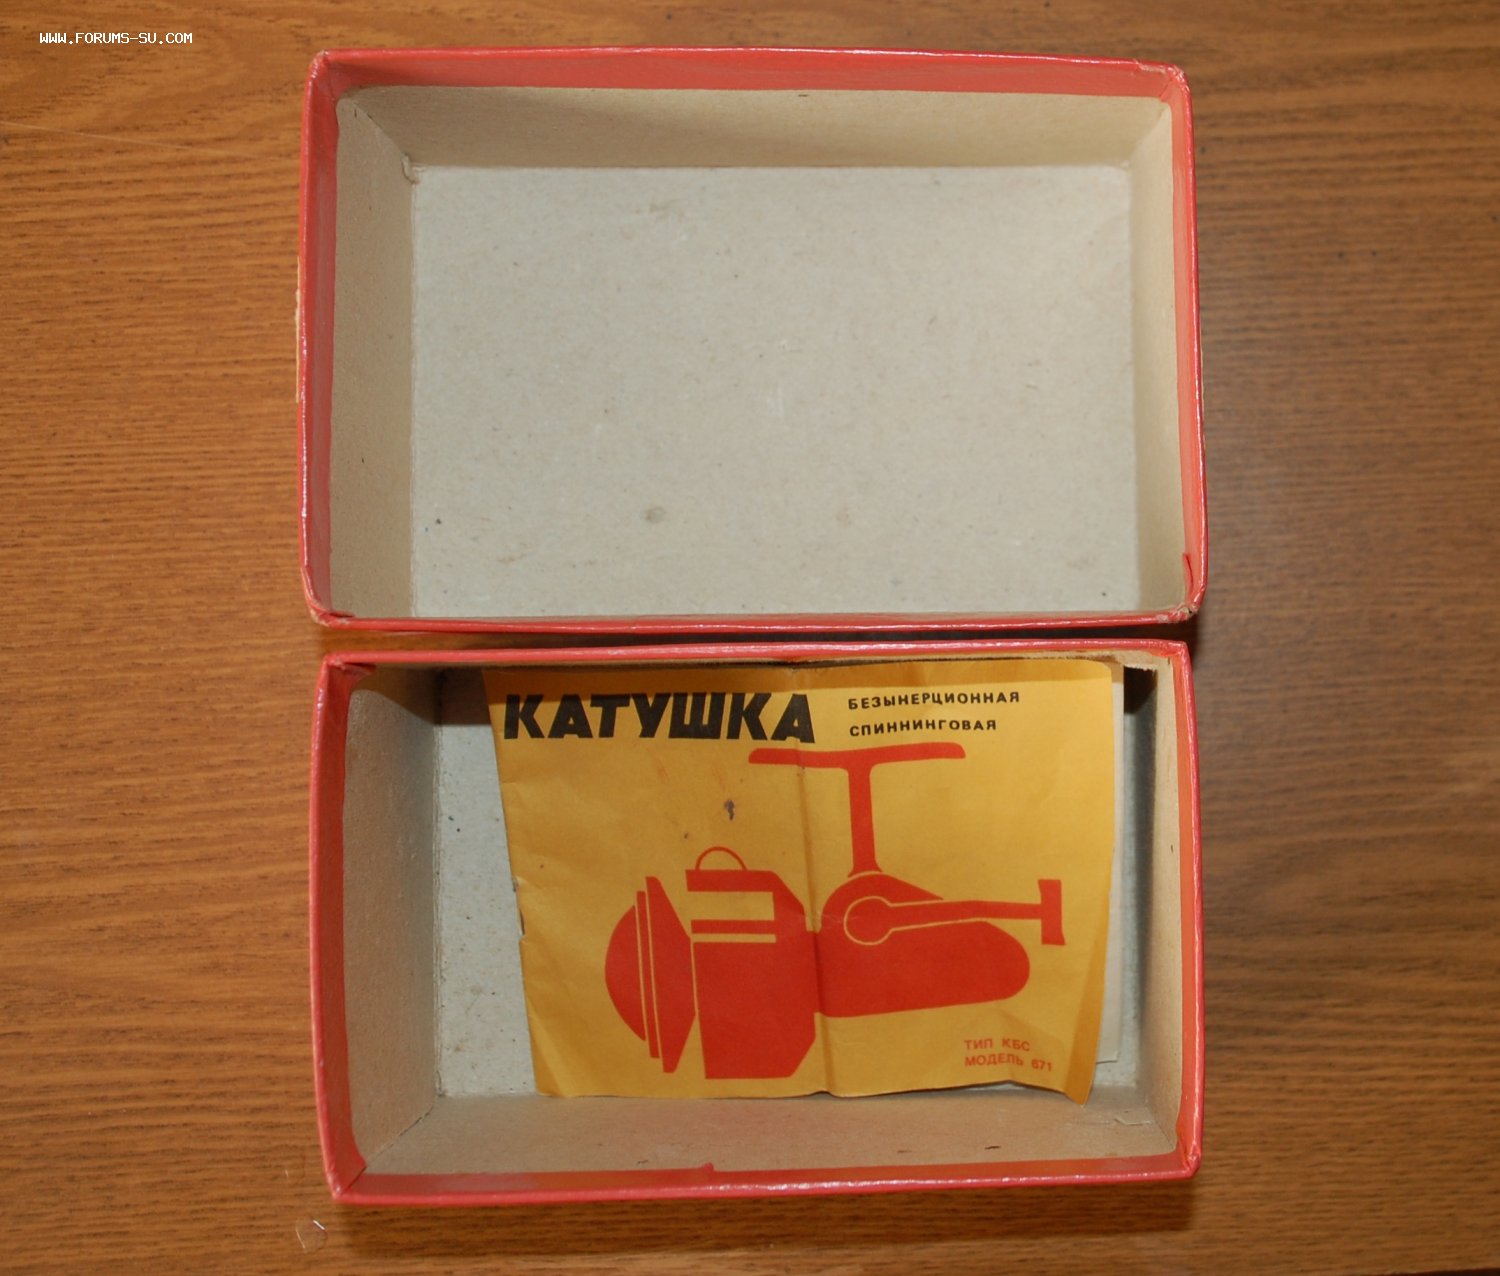 WWW.FORUMS-SU.COM
КАТУШКА
БЕЗЫНЕРЦИОННАЯ
СПИННИНГОВАЯ
ТИП КБС
МОДЕЛЬ 671